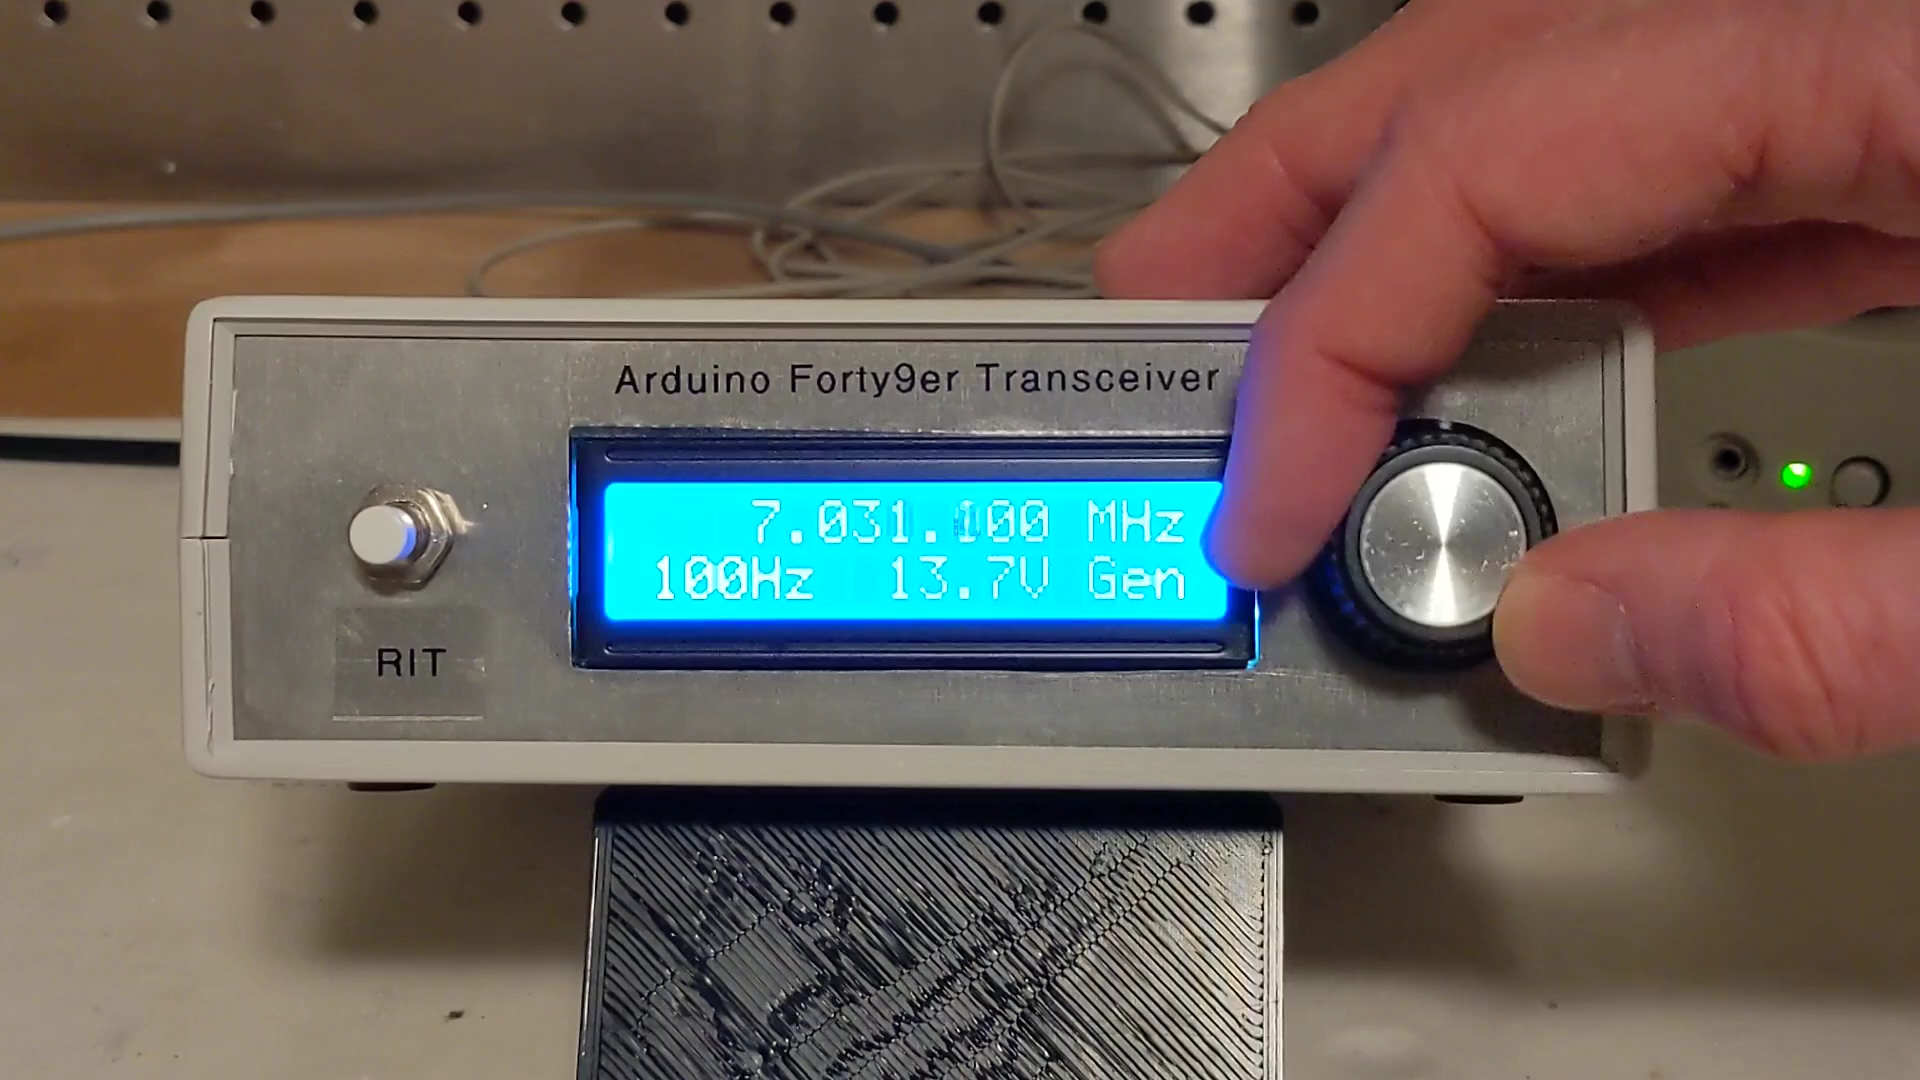 Arduino Forty9er Transceiver
7.031.100 MHz
100Hz 13.7V Gen
RIT